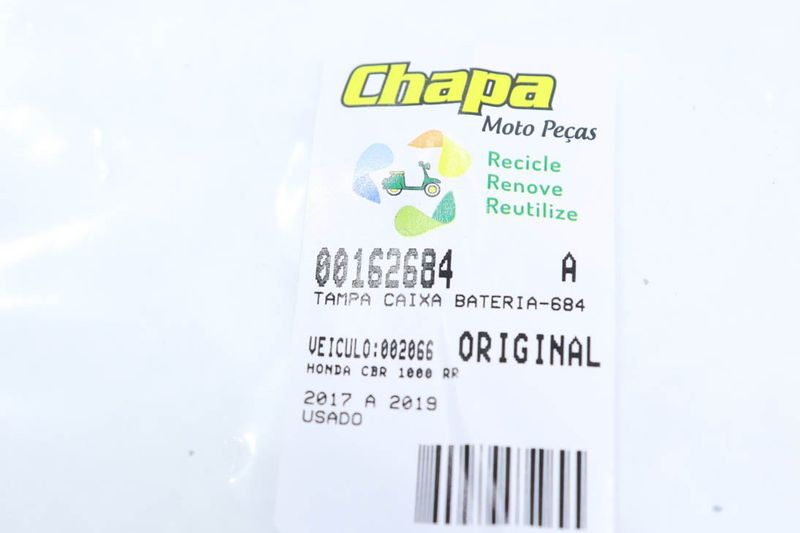 Chapa
Moto Peças
Recicle
Renove
Reutilize
00162684 A
TAMPA CAIXA BATERIA-684
VEICULO:002066 ORIGINAL
HONDA CBR 1000 RR
2017 A 2019
USADO